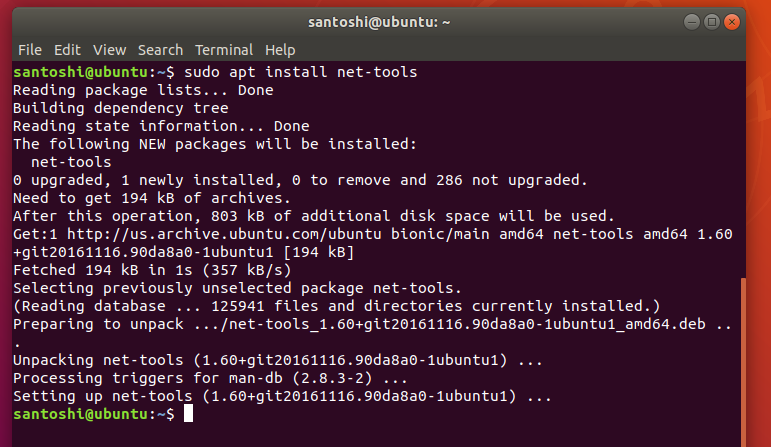 santoshi@ubuntu: ~
File Edit View Search Terminal Help
santoshi@ubuntu:~$ sudo apt install net-tools
Reading package lists... Done
Building dependency tree
Reading state information... Done
The following NEW packages will be installed:
  net-tools
0 upgraded, 1 newly installed, 0 to remove and 286 not upgraded.
Need to get 194 kB of archives.
After this operation, 803 kB of additional disk space will be used.
Get:1 http://us.archive.ubuntu.com/ubuntu bionic/main amd64 net-tools amd64 1.60
+git20161116.90da8a0-1ubuntu1 [194 kB]
Fetched 194 kB in 1s (357 kB/s)
Selecting previously unselected package net-tools.
(Reading database ... 125941 files and directories currently installed.)
Preparing to unpack .../net-tools_1.60+git20161116.90da8a0-1ubuntu1_amd64.deb ..
.
Unpacking net-tools (1.60+git20161116.90da8a0-1ubuntu1) ...
Processing triggers for man-db (2.8.3-2) ...
Setting up net-tools (1.60+git20161116.90da8a0-1ubuntu1) ...
santoshi@ubuntu:~$